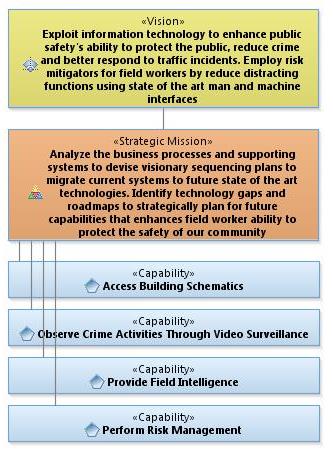 «Vision»
Exploit information technology to enhance public
safety's ability to protect the public, reduce crime
and better respond to traffic incidents. Employ risk
mitigators for field workers by reduce distracting
functions using state of the art man and machine
interfaces
«Strategic Mission»
Analyze the business processes and supporting
systems to devise visionary sequencing plans to
migrate current systems to future state of the art
technologies. Identify technology gaps and
roadmaps to strategically plan for future
capabilities that enhances field worker ability to
protect the safety of our community
«Capability»
Access Building Schematics
«Capability»
Observe Crime Activities Through Video Surveillance
«Capability»
Provide Field Intelligence
«Capability»
Perform Risk Management